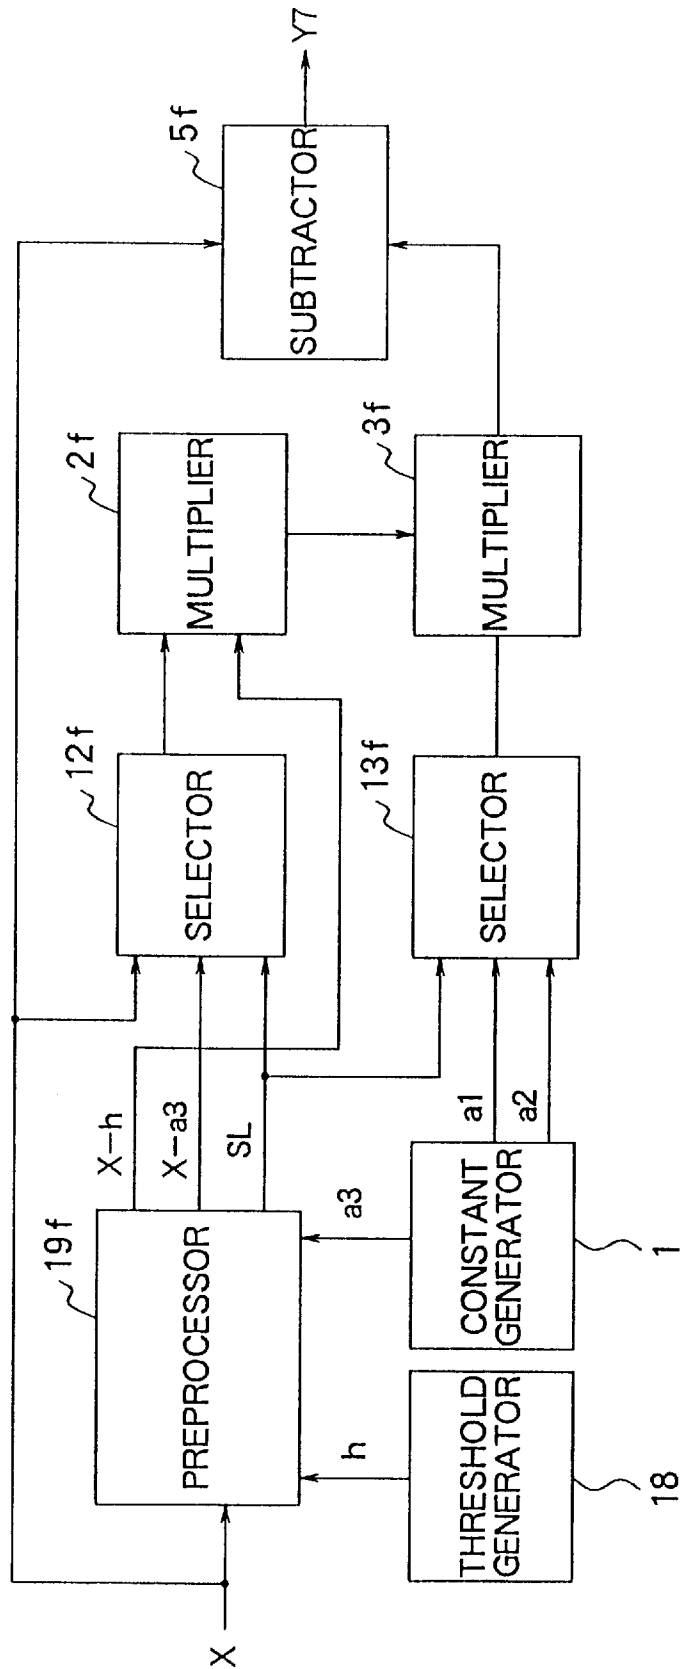 X
19f
PREPROCESSOR
X-h
X-a3
SL
h
a3
THRESHOLD
GENERATOR
18
CONSTANT
GENERATOR
1
a1
a2
12f
SELECTOR
13f
SELECTOR
2f
MULTIPLIER
3f
MULTIPLIER
5f
SUBTRACTOR
Y7